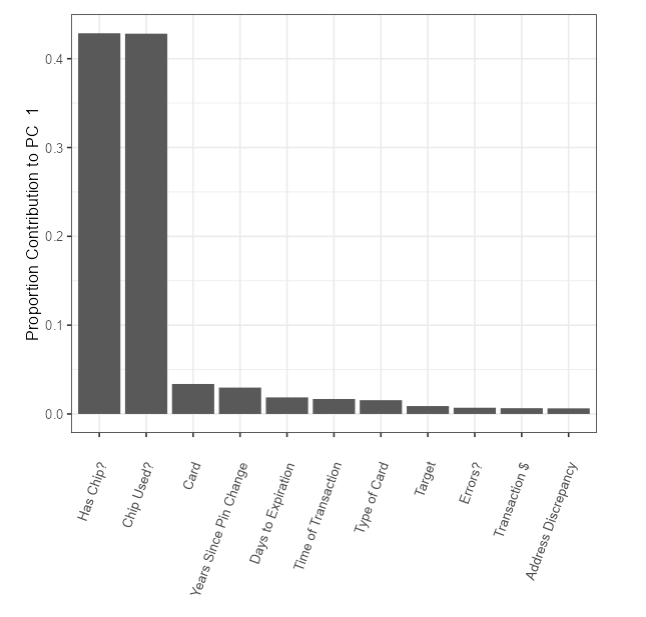 Proportion Contribution to PC 1
0.4
0.3
0.2
0.1
0.0
Has Chip?
Chip Used?
Card
Years Since Pin Change
Days to Expiration
Time of Transaction
Type of Card
Target
Errors?
Transaction $
Address Discrepancy